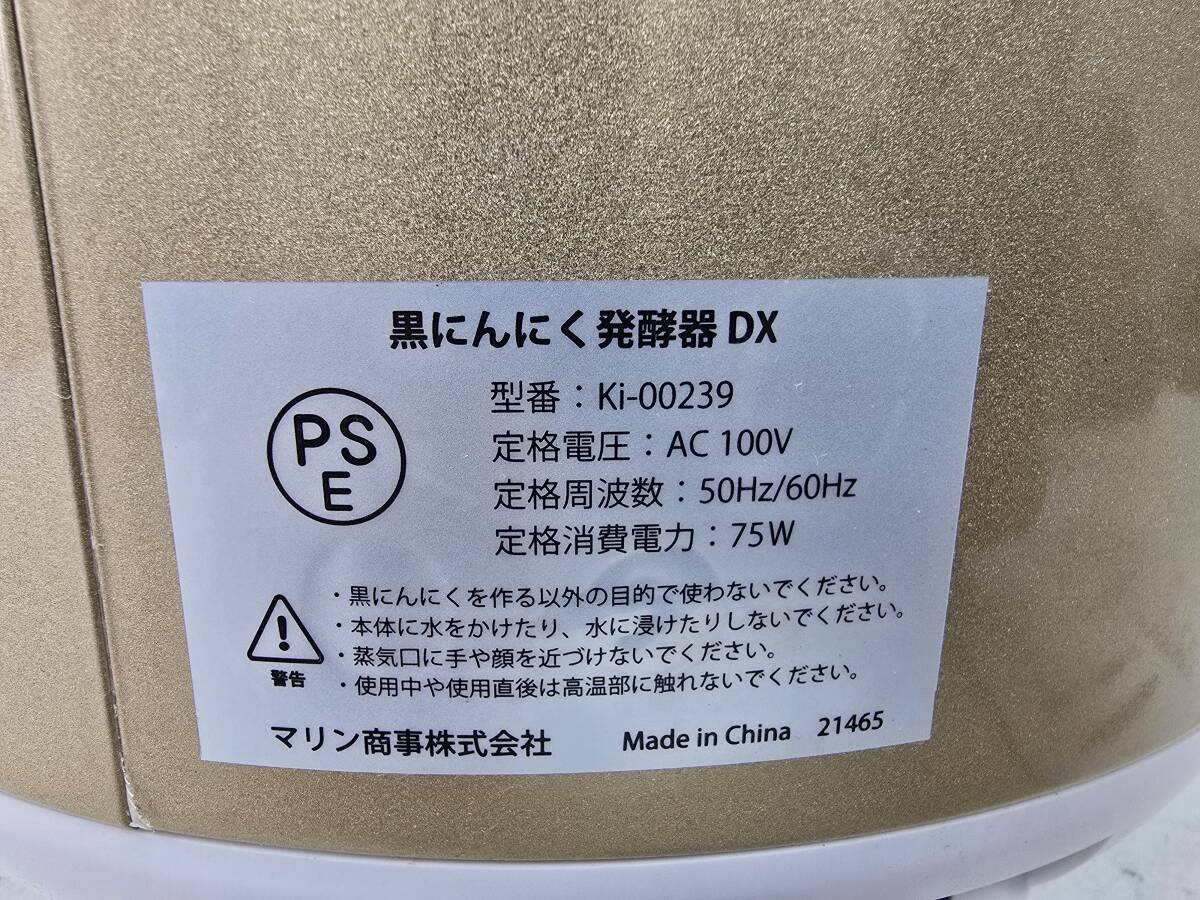 黒にんにく発酵器 DX
PS
E
型番：Ki-00239
定格電圧：AC 100V
定格周波数：50Hz/60Hz
定格消費電力：75W
・黒にんにくを作る以外の目的で使わないでください。
・本体に水をかけたり、水に浸けたりしないでください。
・蒸気口に手や顔を近づけないでください。
・使用中や使用直後は高温部に触れないでください。
!
警告
マリン商事株式会社 Made in China 21465